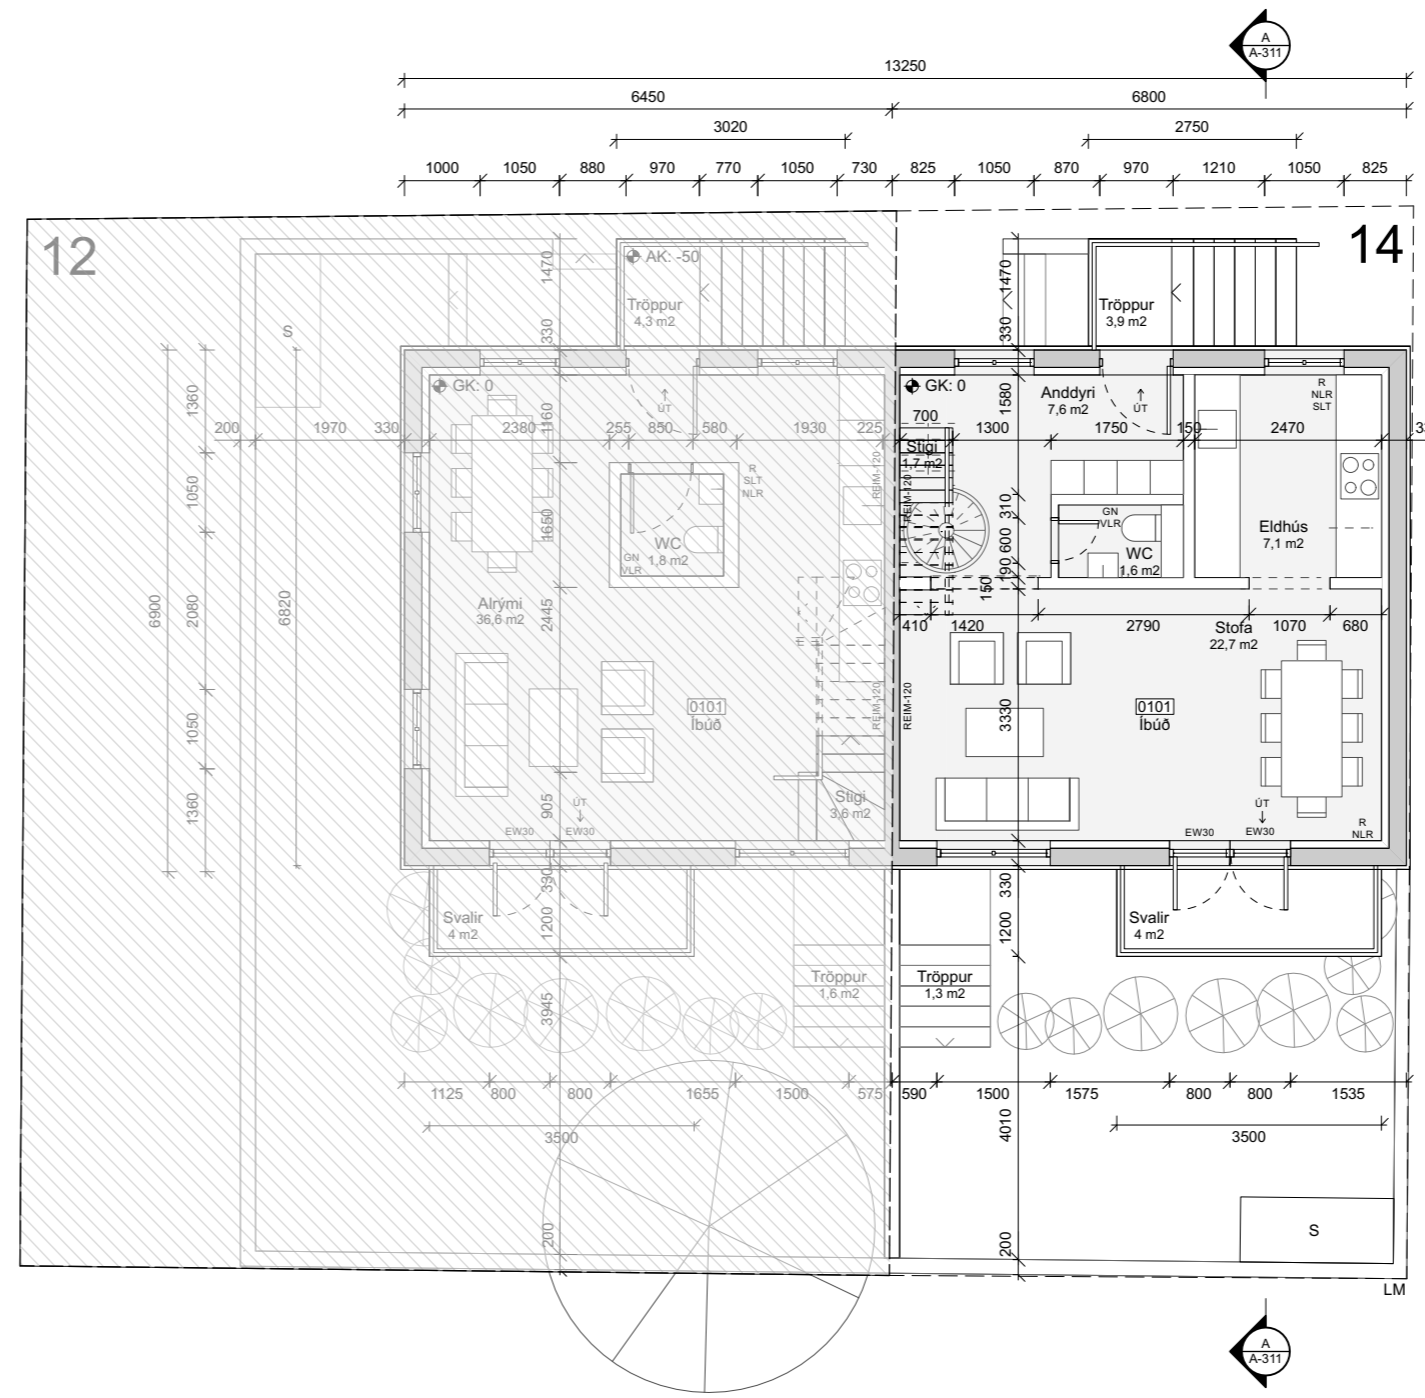 A
A-311
13250
6450 6800
3020 2750
1000 1050 880 970 770 1050 730 825 1050 870 970 1210 1050 825
12
14
1470
AK: -50
Tröppur
4,3 m2
330
S
1470
Tröppur
3,9 m2
330
GK: 0
ÚT
GK: 0
Anddyri
7,6 m2
ÚT
R
NLR
SLT
1360
1160
1580
200 1970 330 2380 255 850 580 1930 225 700 1300 1750 150 2470
Stigi
1,7 m2
R
SLT
NLR
REIM-120
REIM-120
1050
1650
GN
VLR
WC
1,8 m2
310
600
190
150
GN
VLR
WC
1,6 m2
Eldhús
7,1 m2
6900
2080
6820
Alrými
36,6 m2
2445
410 1420 2790 1070 680
Stofa
22,7 m2
REIM-120
REIM-120
0101
Íbúð
3330
0101
Íbúð
1050
1360
905
ÚT
EW30 EW30
Stigi
3,6 m2
ÚT
EW30 EW30
R
NLR
330
1200
Svalir
4 m2
330
1200
Svalir
4 m2
Tröppur
1,6 m2
Tröppur
1,3 m2
3945
1125 800 800 1655 1500 575 590 1500 1575 800 800 1535
3500
4010
3500
200
200
S
LM
A
A-311